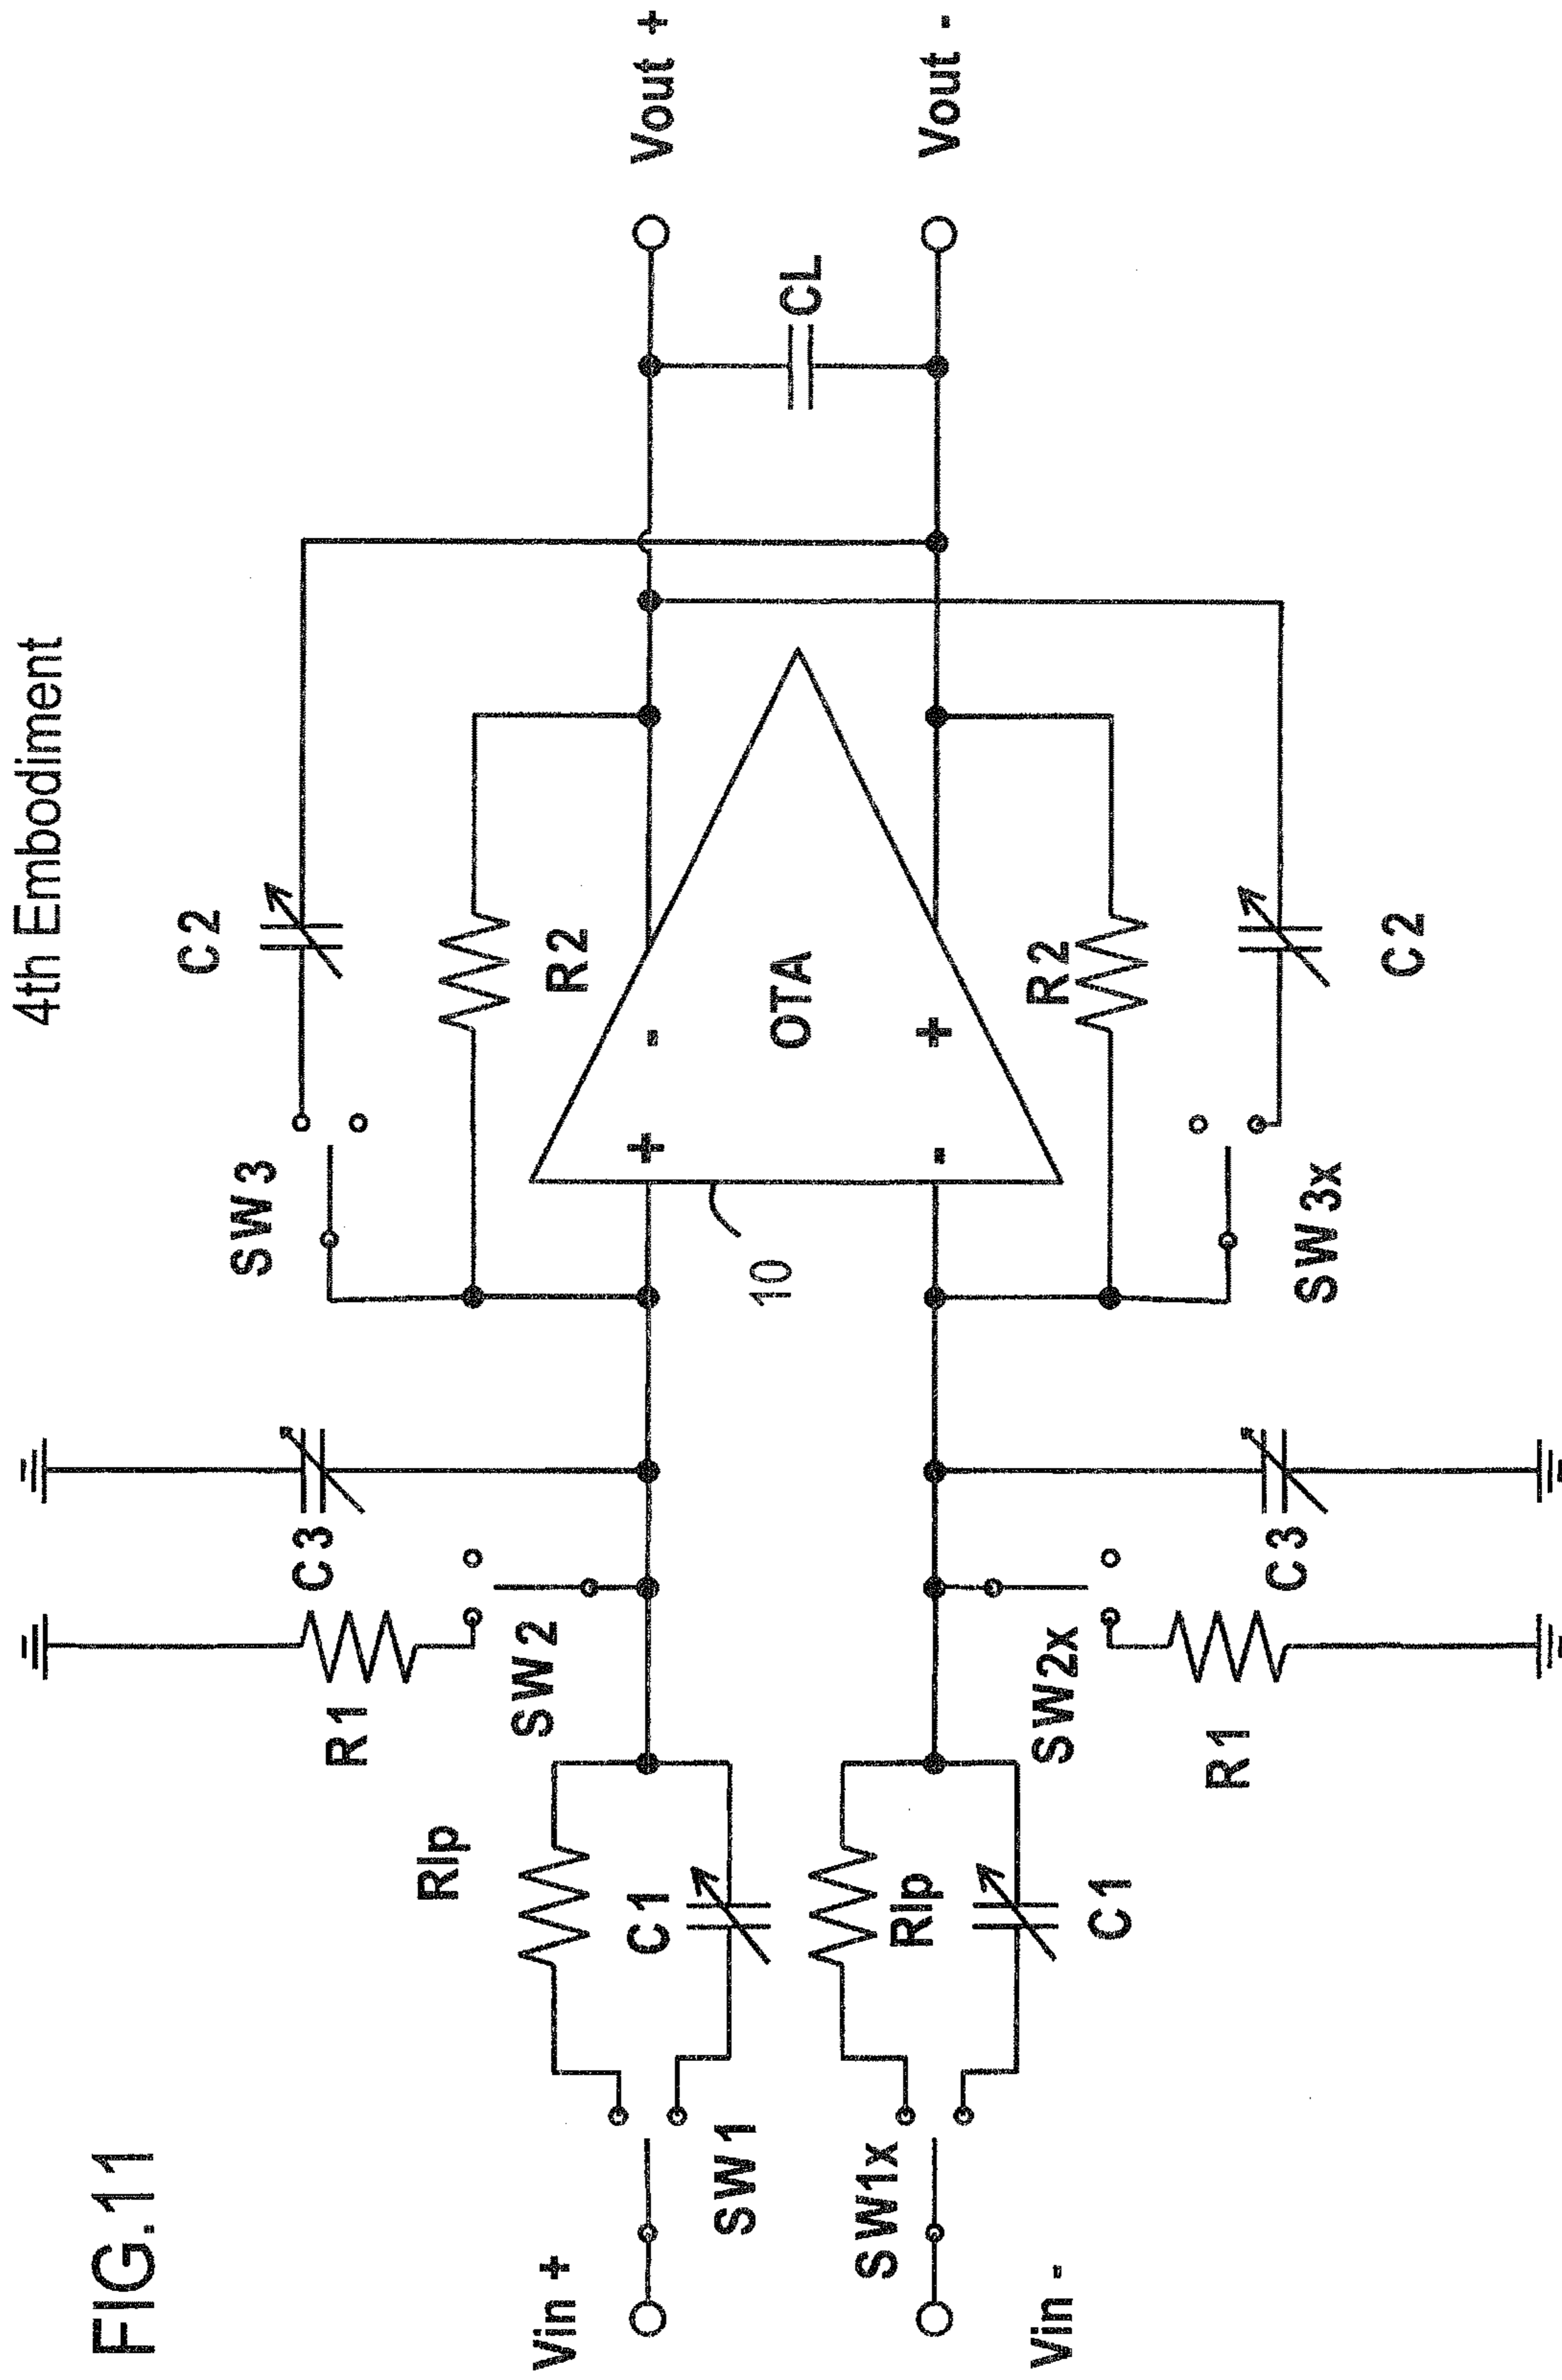 FIG.11
4th Embodiment
C2
SW3
R2
C3
R1
SW2
Rlp
C1
Vin +
SW1
+
-
OTA
10
-
+
CL
Vout +
Vout -
Rlp
C1
SW1x
Vin -
SW2x
R1
C3
R2
SW3x
C2